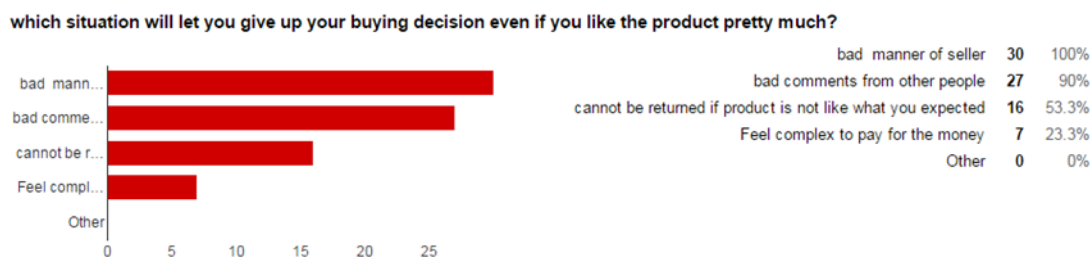 which situation will let you give up your buying decision even if you like the product pretty much?
bad mann...
bad comme...
cannot be r...
Feel compl...
Other
0 5 10 15 20 25
bad manner of seller 30 100%
bad comments from other people 27 90%
cannot be returned if product is not like what you expected 16 53.3%
Feel complex to pay for the money 7 23.3%
Other 0 0%